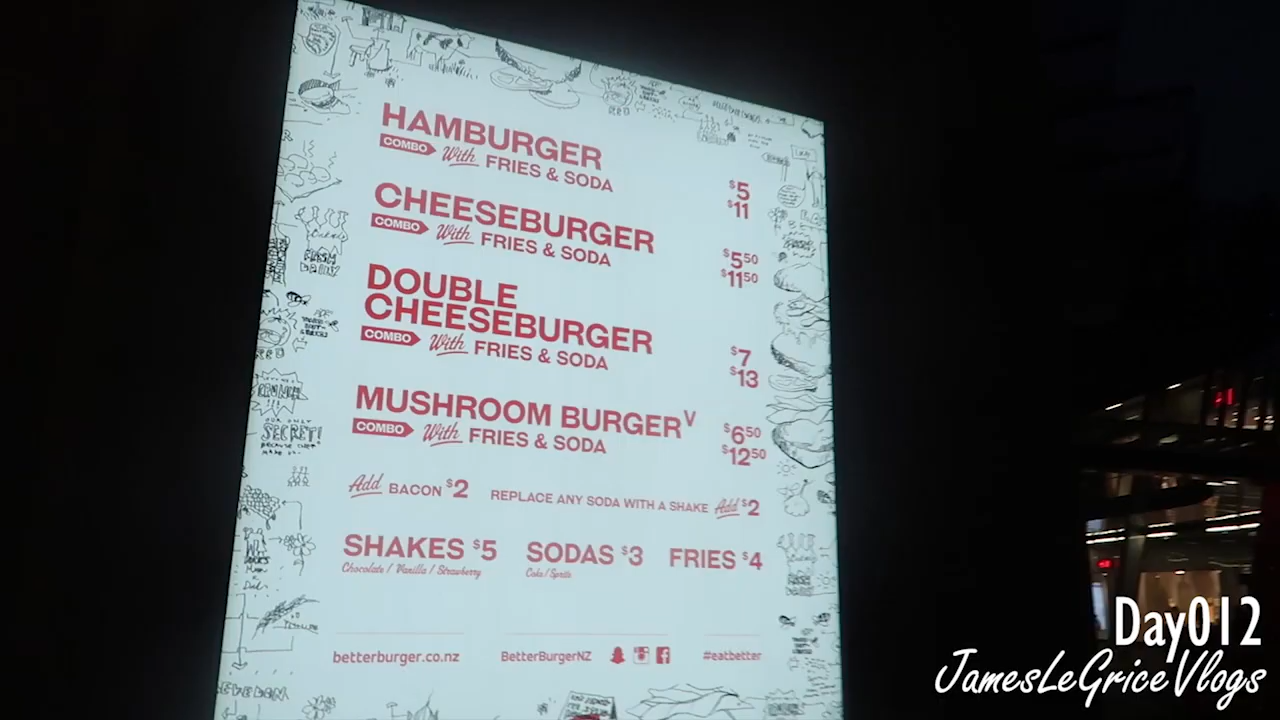 HAMBURGER $5
COMBO With FRIES & SODA $11
CHEESEBURGER $5.50
COMBO With FRIES & SODA $11.50
DOUBLE
CHEESEBURGER $7
COMBO With FRIES & SODA $13
MUSHROOM BURGER V $6.50
COMBO With FRIES & SODA $12.50
Add BACON $2 REPLACE ANY SODA WITH A SHAKE Add $2
SHAKES $5 SODAS $3 FRIES $4
Chocolate / Vanilla / Strawberry Coke / Sprite
betterburger.co.nz BetterBurgerNZ #eatbetter
SECRET!
Day012
JamesLeGriceVlogs